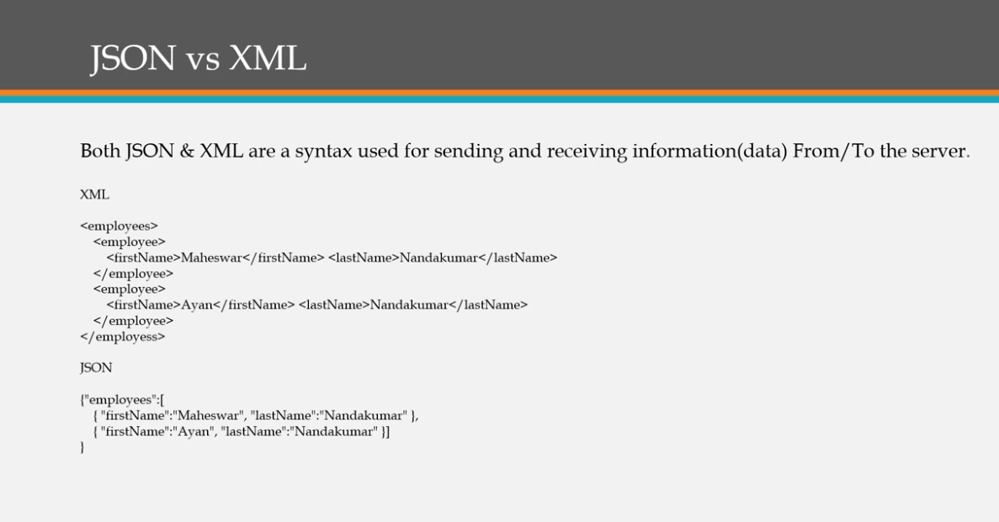 JSON vs XML
Both JSON & XML are a syntax used for sending and receiving information(data) From/To the server.
XML
<employees>
<employee>
<firstName>Maheswar</firstName> <lastName>Nandakumar</lastName>
</employee>
<employee>
<firstName>Ayan</firstName> <lastName>Nandakumar</lastName>
</employee>
</employess>
JSON
{"employees":[
{ "firstName":"Maheswar", "lastName":"Nandakumar" },
{ "firstName":"Ayan", "lastName":"Nandakumar" }]
}